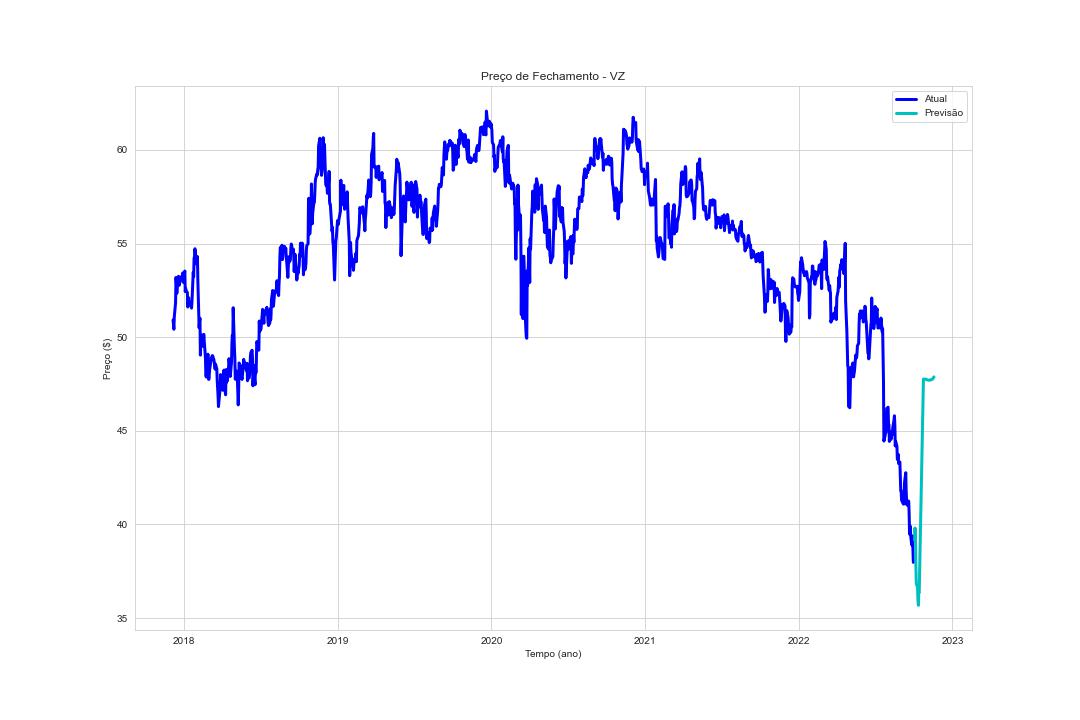 Preço de Fechamento - VZ
Atual
Previsão
Preço ($)
60
55
50
45
40
35
2018
2019
2020
2021
2022
2023
Tempo (ano)